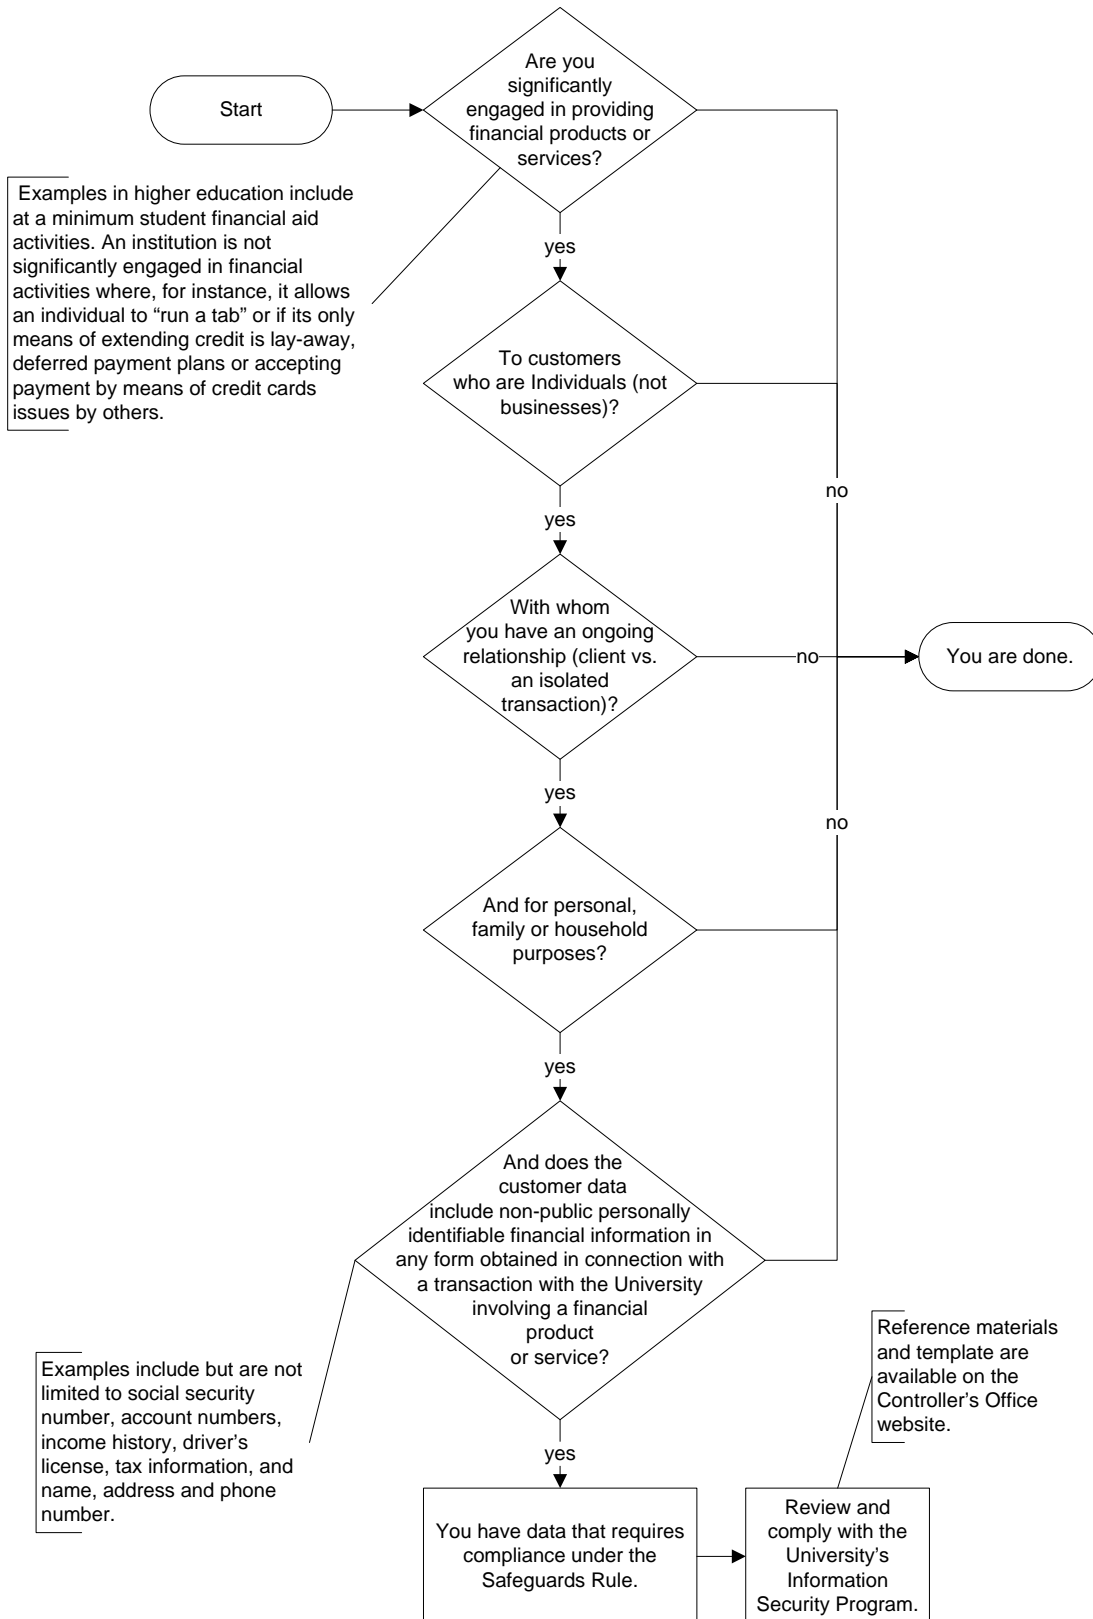 Start
Are you
significantly
engaged in providing
financial products or
services?
Examples in higher education include
at a minimum student financial aid
activities. An institution is not
significantly engaged in financial
activities where, for instance, it allows
an individual to “run a tab” or if its only
means of extending credit is lay-away,
deferred payment plans or accepting
payment by means of credit cards
issues by others.
yes
To customers
who are Individuals (not
businesses)?
no
yes
With whom
you have an ongoing
relationship (client vs.
an isolated
transaction)?
no
You are done.
yes
no
And for personal,
family or household
purposes?
yes
And does the
customer data
include non-public personally
identifiable financial information in
any form obtained in connection with
a transaction with the University
involving a financial
product
or service?
Examples include but are not
limited to social security
number, account numbers,
income history, driver’s
license, tax information, and
name, address and phone
number.
Reference materials
and template are
available on the
Controller’s Office
website.
yes
You have data that requires
compliance under the
Safeguards Rule.
Review and
comply with the
University’s
Information
Security Program.